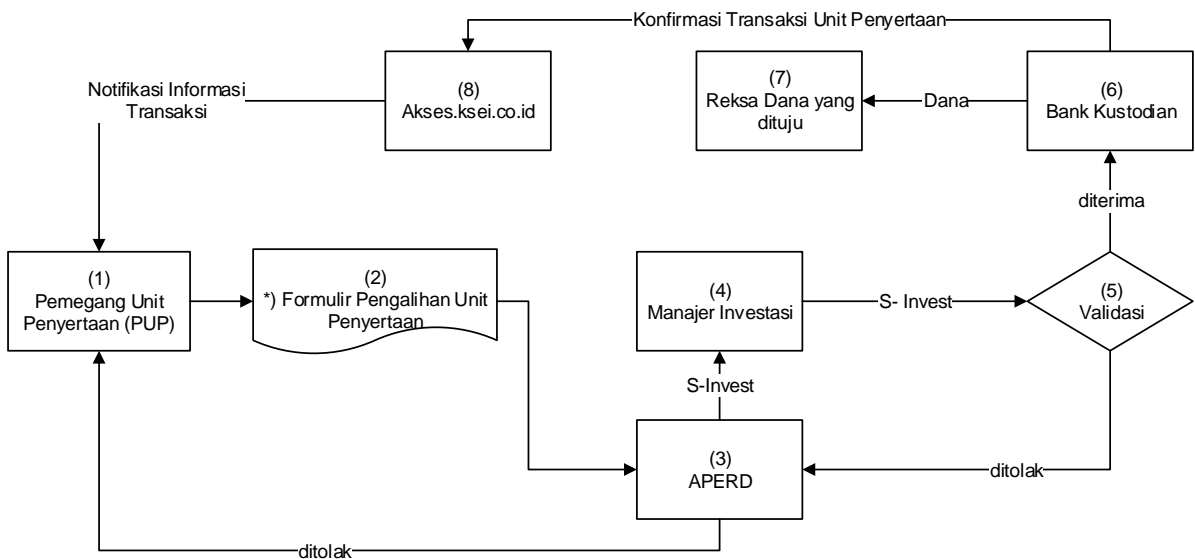 Konfirmasi Transaksi Unit Penyertaan
Notifikasi Informasi
Transaksi
(8)
Akses.ksei.co.id
(7)
Reksa Dana yang
dituju
Dana
(6)
Bank Kustodian
diterima
(1)
Pemegang Unit
Penyertaan (PUP)
(2)
*) Formulir Pengalihan Unit
Penyertaan
(4)
Manajer Investasi
S- Invest
(5)
Validasi
S-Invest
(3)
APERD
ditolak
ditolak